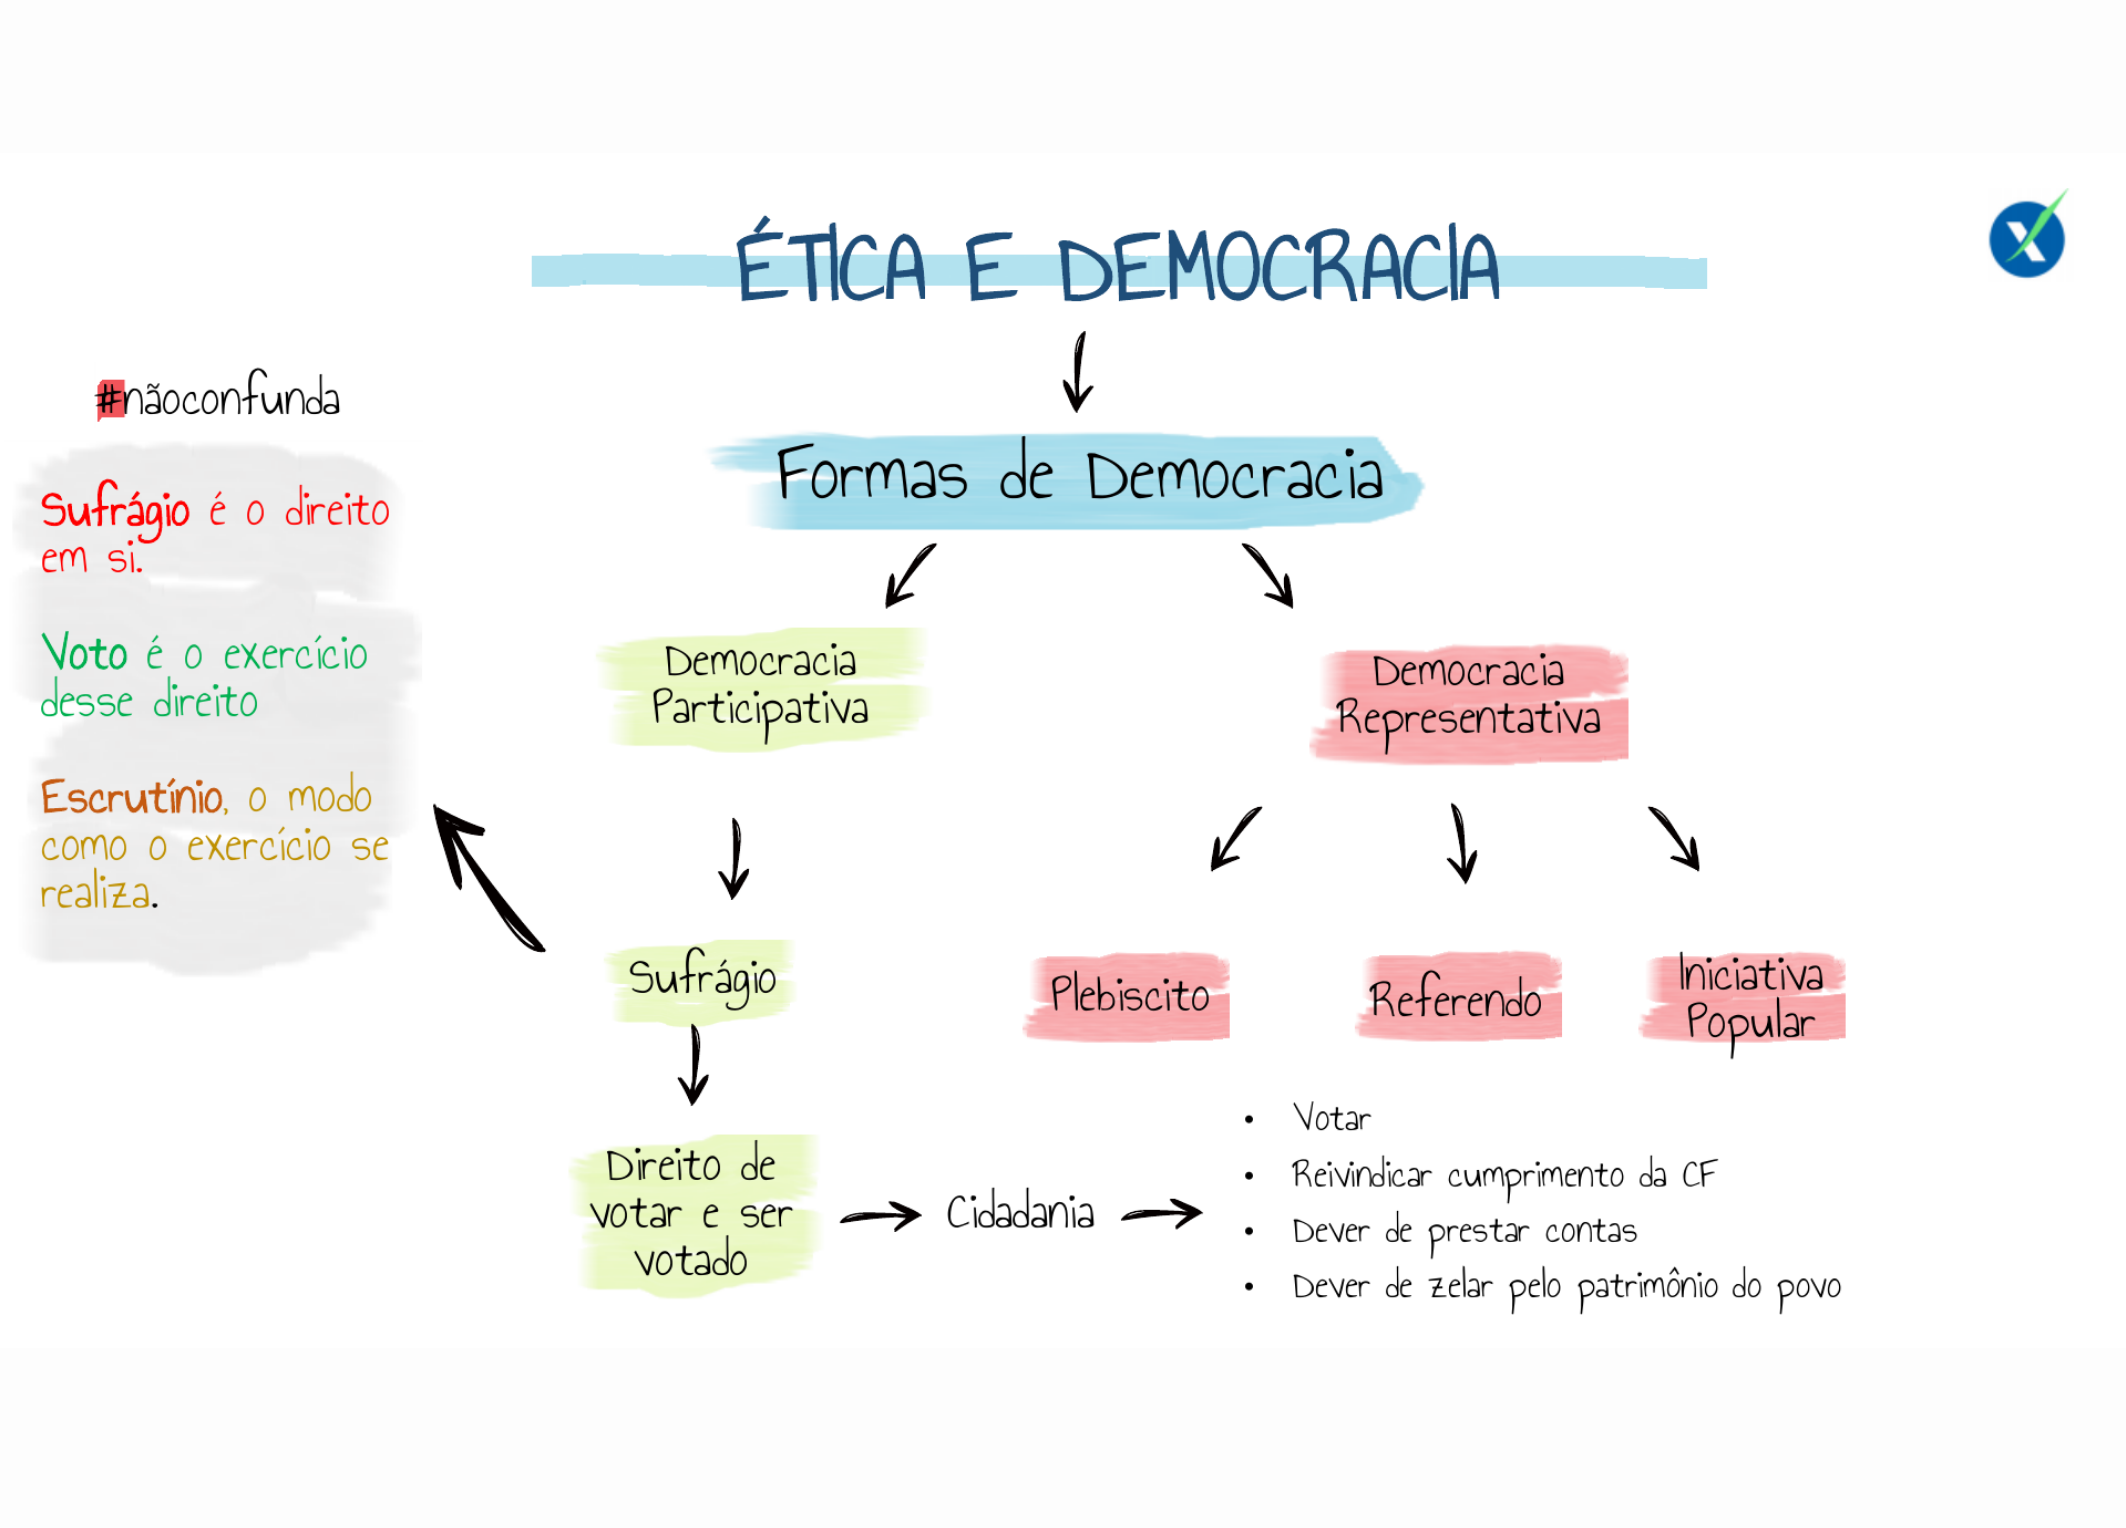 ÉTICA E DEMOCRACIA
#nãoconfunda
Sufrágio é o direito
em si.
Voto é o exercício
desse direito
Escrutínio, o modo
como o exercício se
realiza.
Formas de Democracia
Democracia
Participativa
Democracia
Representativa
Sufrágio
Plebiscito
Referendo
Iniciativa
Popular
Direito de
votar e ser
votado
Cidadania
• Votar
• Reivindicar cumprimento da CF
• Dever de prestar contas
• Dever de zelar pelo patrimônio do povo
X